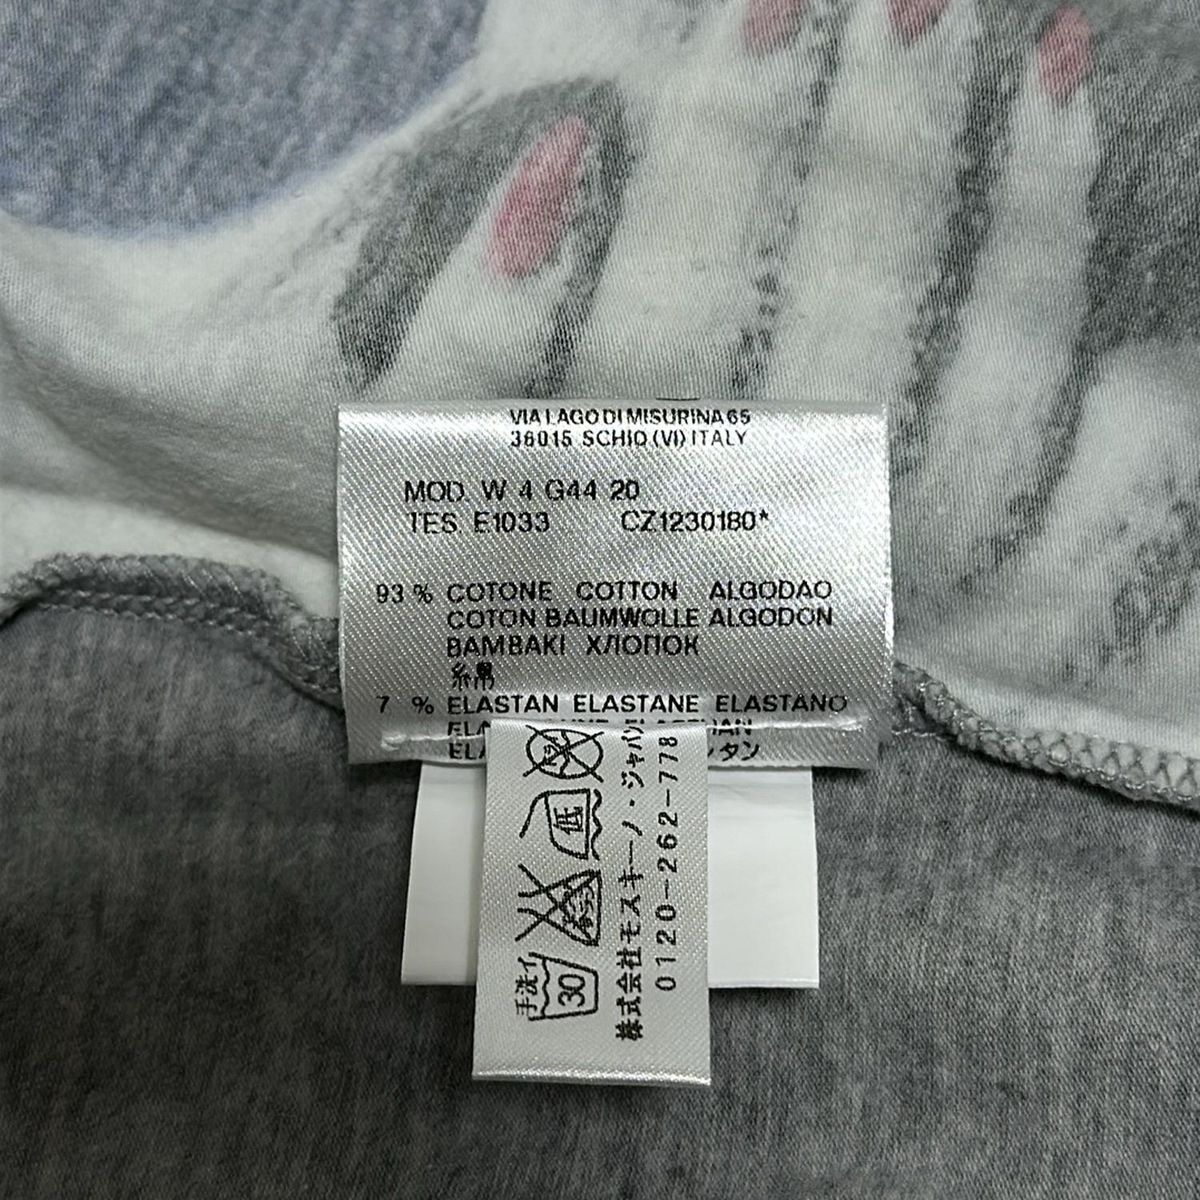 VIA LAGO DI MISURINA 65
36015 SCHIO (VI) ITALY
MOD. W 4 G44 20
TES. E1033 CZ1230180*
93 % COTONE COTTON ALGODAO
COTON BAUMWOLLE ALGODON
BAMBAKI ХЛОПОК
綿
7 % ELASTAN ELASTANE ELASTANO
手洗イ
30
低
株式会社モスキーノ・ジャパン
0120-262-778